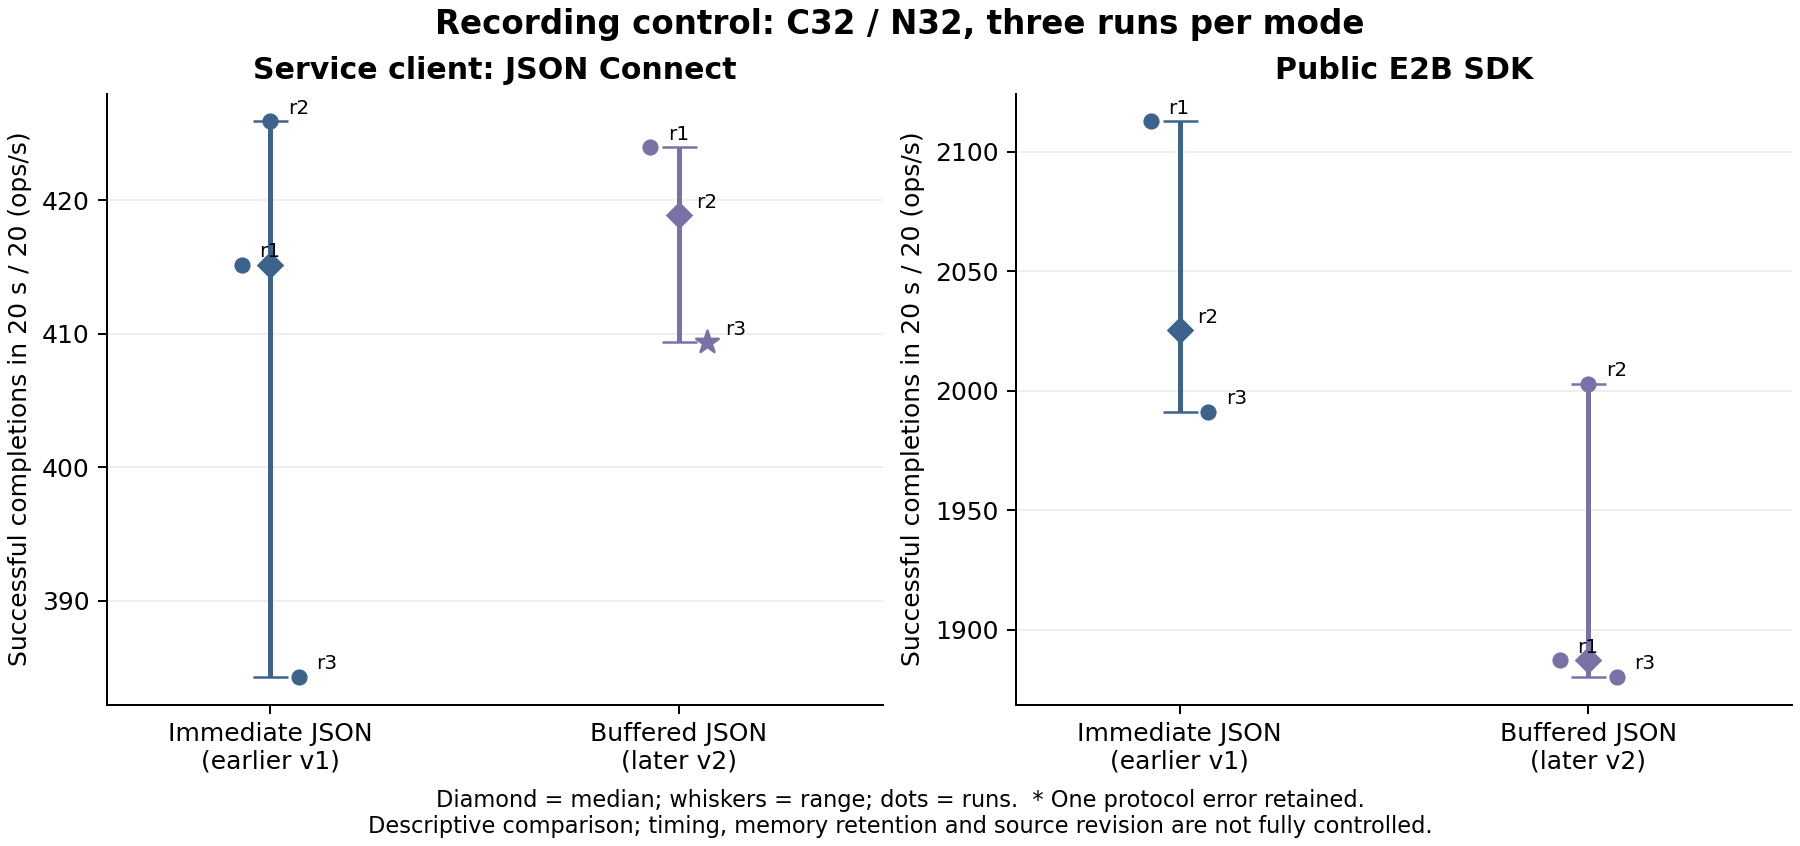 Recording control: C32 / N32, three runs per mode
Service client: JSON Connect
Successful completions in 20 s / 20 (ops/s)
420
410
400
390
r2
r1
r3
r1
r2
r3
Immediate JSON
(earlier v1)
Buffered JSON
(later v2)
Public E2B SDK
Successful completions in 20 s / 20 (ops/s)
2100
2050
2000
1950
1900
r1
r2
r3
r2
r1
r3
Immediate JSON
(earlier v1)
Buffered JSON
(later v2)
Diamond = median; whiskers = range; dots = runs.  * One protocol error retained.
Descriptive comparison; timing, memory retention and source revision are not fully controlled.